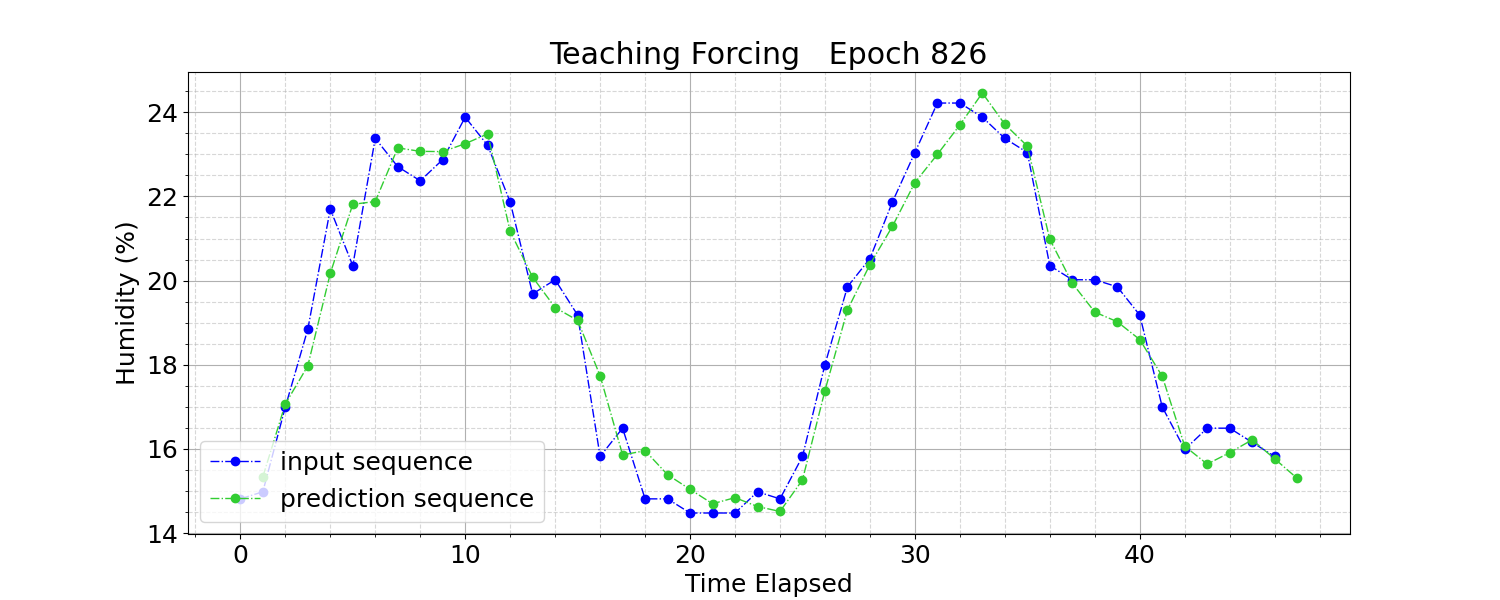 Teaching Forcing   Epoch 826
Humidity (%)
24
22
20
18
16
14
input sequence
prediction sequence
0 10 20 30 40
Time Elapsed